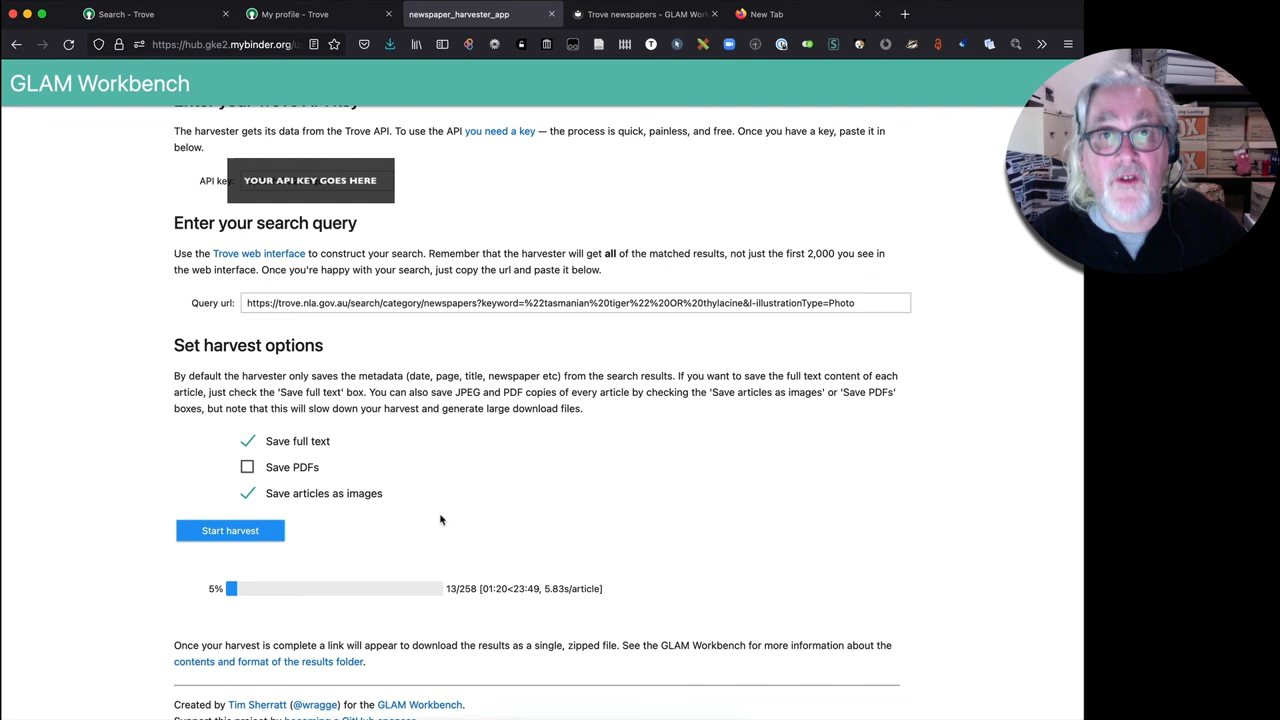 Search - Trove
My profile - Trove
newspaper_harvester_app
Trove newspapers - GLAM Work
New Tab
https://hub.gke2.mybinder.org/u
GLAM Workbench
Enter your Trove API key
The harvester gets its data from the Trove API. To use the API you need a key — the process is quick, painless, and free. Once you have a key, paste it in
below.
API key:
YOUR API KEY GOES HERE
Enter your search query
Use the Trove web interface to construct your search. Remember that the harvester will get all of the matched results, not just the first 2,000 you see in
the web interface. Once you're happy with your search, just copy the url and paste it below.
Query url: https://trove.nla.gov.au/search/category/newspapers?keyword=%22tasmanian%20tiger%22%20OR%20thylacine&l-illustrationType=Photo
Set harvest options
By default the harvester only saves the metadata (date, page, title, newspaper etc) from the search results. If you want to save the full text content of each
article, just check the 'Save full text' box. You can also save JPEG and PDF copies of every article by checking the 'Save articles as images' or 'Save PDFs'
boxes, but note that this will slow down your harvest and generate large download files.
Save full text
Save PDFs
Save articles as images
Start harvest
5% 13/258 [01:20<23:49, 5.83s/article]
Once your harvest is complete a link will appear to download the results as a single, zipped file. See the GLAM Workbench for more information about the
contents and format of the results folder.
Created by Tim Sherratt (@wragge) for the GLAM Workbench.
Support this project by becoming a GitHub sponsor.